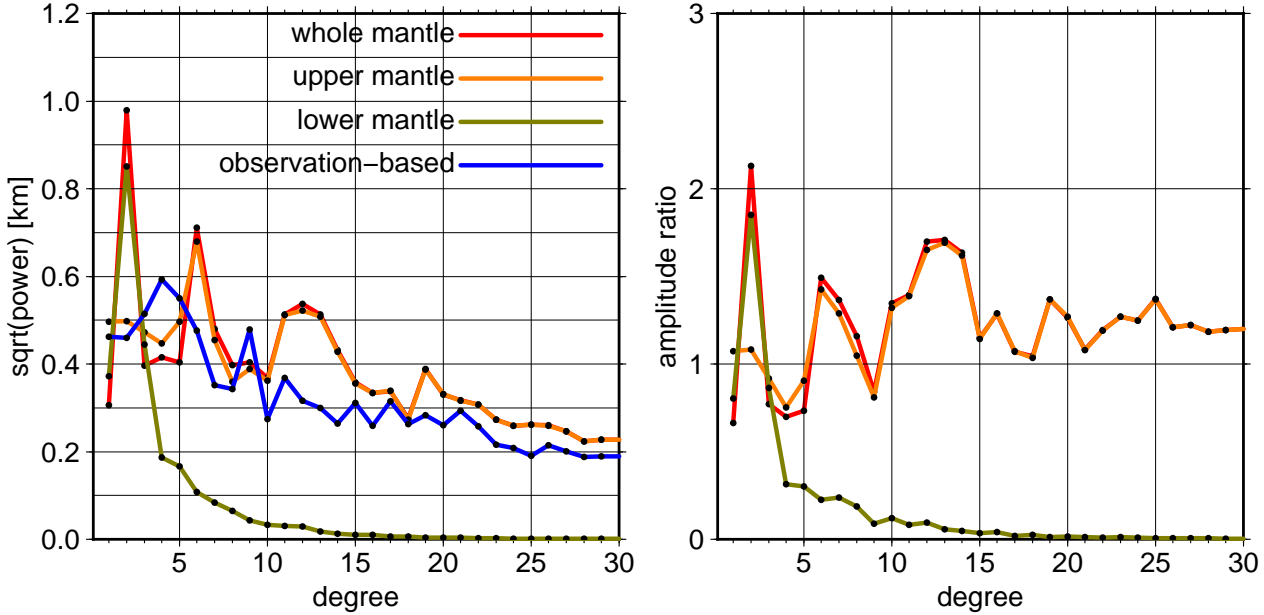 1.2
1.0
0.8
0.6
0.4
0.2
0.0
sqrt(power) [km]
whole mantle
upper mantle
lower mantle
observation−based
5 10 15 20 25 30
degree
3
2
1
0
amplitude ratio
5 10 15 20 25 30
degree